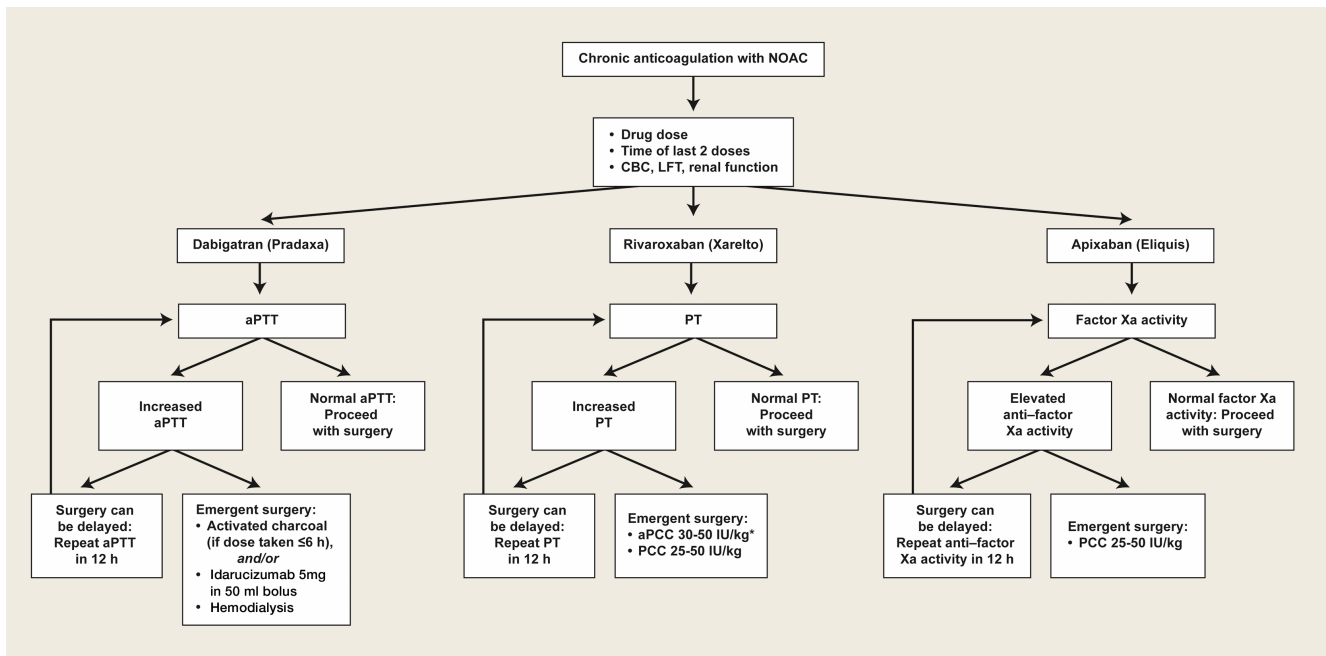 Chronic anticoagulation with NOAC
• Drug dose
• Time of last 2 doses
• CBC, LFT, renal function
Dabigatran (Pradaxa)
Rivaroxaban (Xarelto)
Apixaban (Eliquis)
aPTT
PT
Factor Xa activity
Increased
aPTT
Normal aPTT:
Proceed
with surgery
Increased
PT
Normal PT:
Proceed
with surgery
Elevated
anti–factor
Xa activity
Normal factor Xa
activity: Proceed
with surgery
Surgery can
be delayed:
Repeat aPTT
in 12 h
Emergent surgery:
• Activated charcoal
(if dose taken ≤6 h),
and/or
• Idarucizumab 5mg
in 50 ml bolus
• Hemodialysis
Surgery can
be delayed:
Repeat PT
in 12 h
Emergent surgery:
• aPCC 30-50 IU/kg*
• PCC 25-50 IU/kg
Surgery can
be delayed:
Repeat anti–factor
Xa activity in 12 h
Emergent surgery:
• PCC 25-50 IU/kg